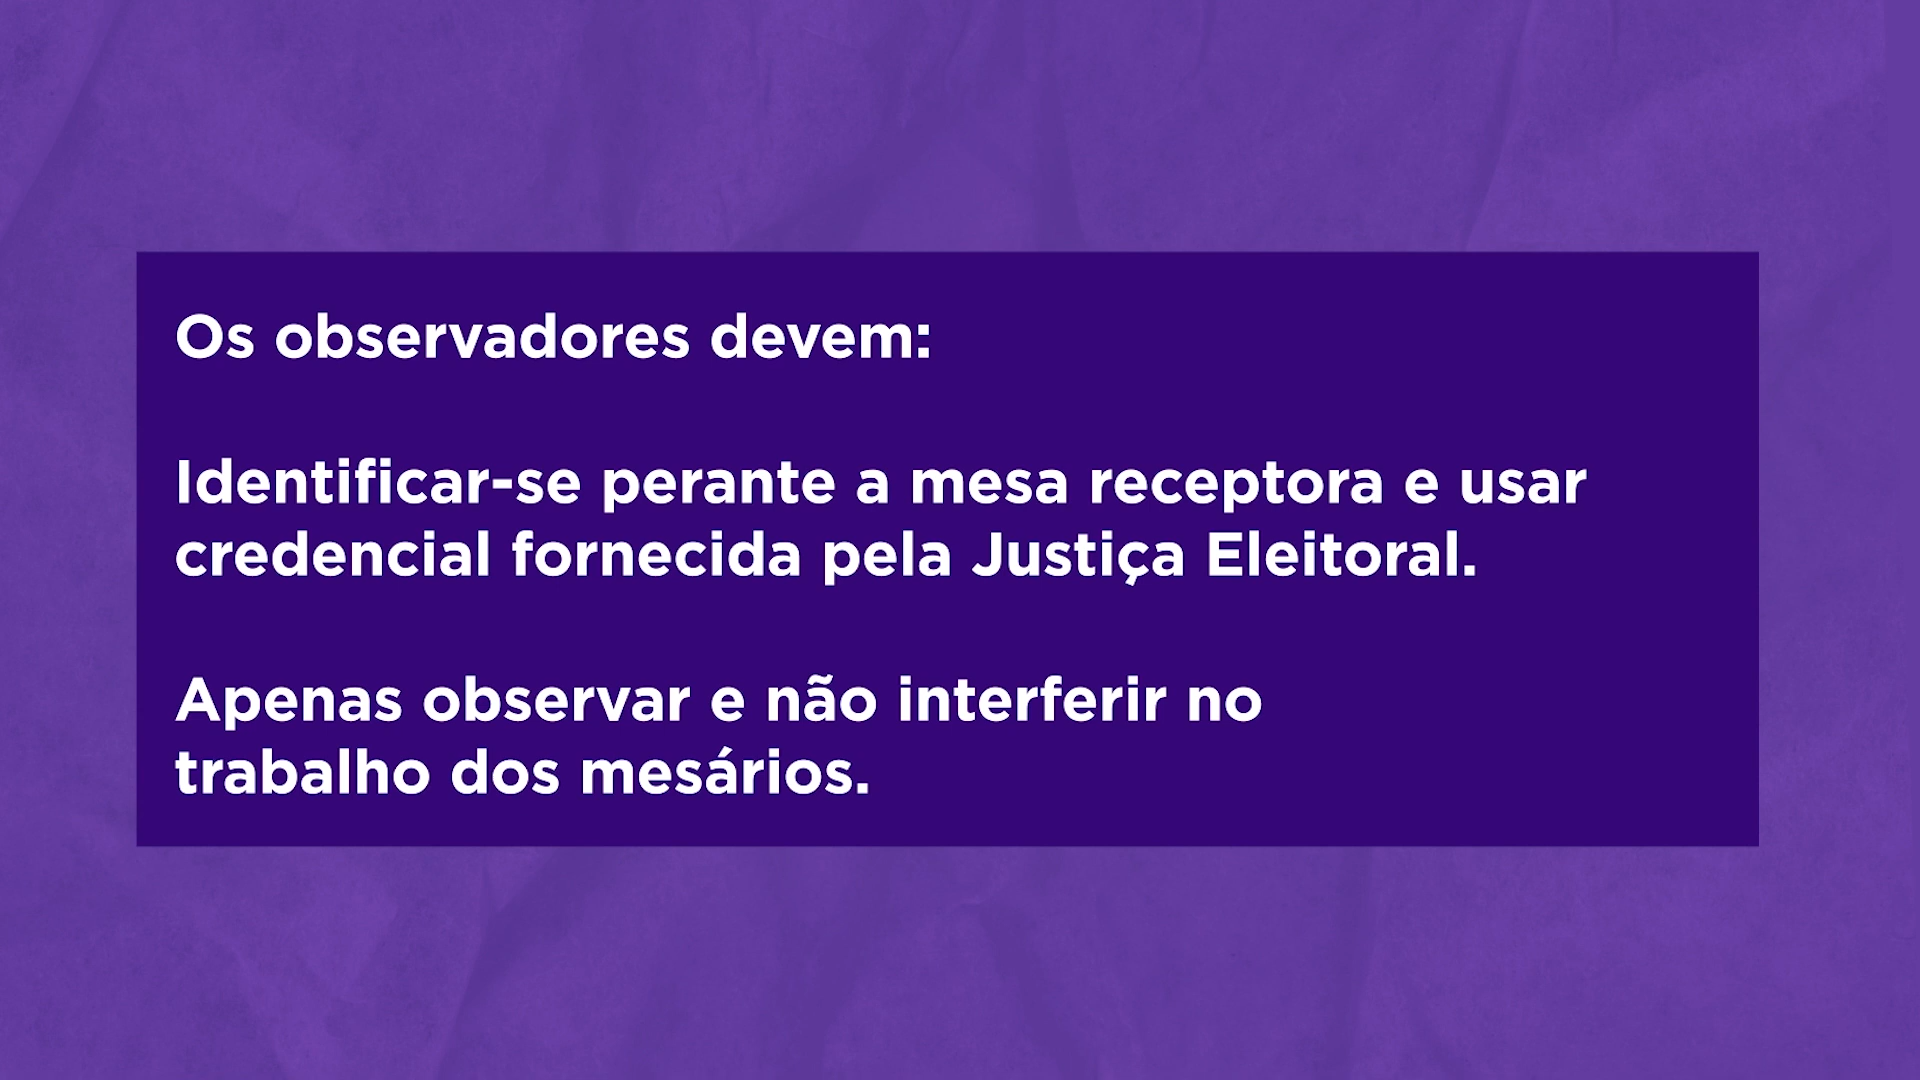 Os observadores devem:
Identificar-se perante a mesa receptora e usar
credencial fornecida pela Justiça Eleitoral.
Apenas observar e não interferir no
trabalho dos mesários.